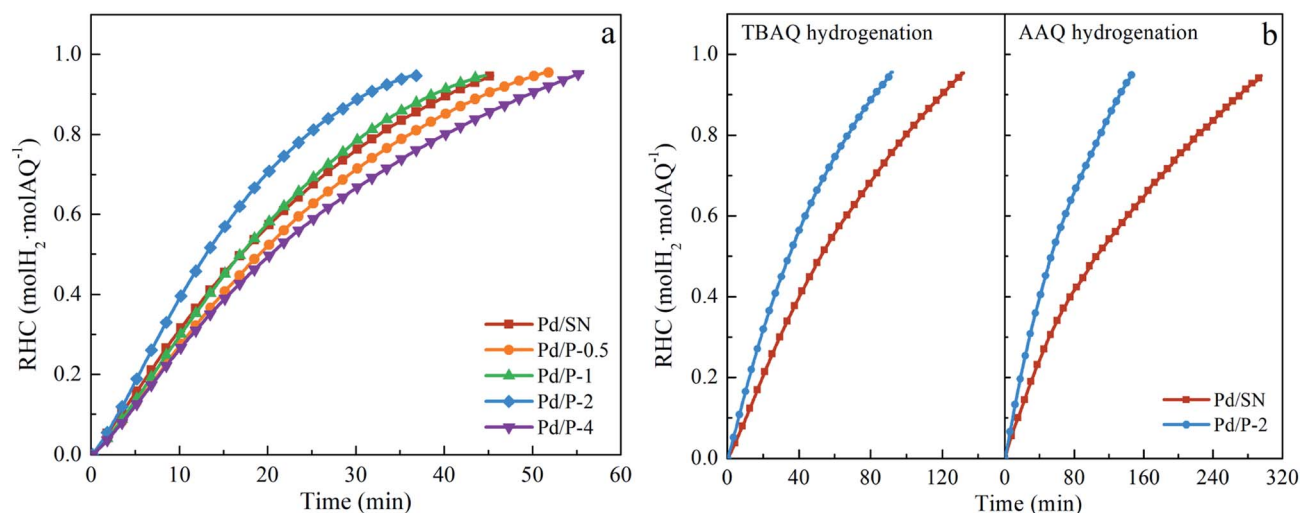 a
1.0
0.8
0.6
0.4
0.2
0.0
RHC (molH₂·molAQ⁻¹)
Pd/SN
Pd/P-0.5
Pd/P-1
Pd/P-2
Pd/P-4
0 10 20 30 40 50 60
Time (min)
TBAQ hydrogenation
AAQ hydrogenation
b
1.0
0.8
0.6
0.4
0.2
0.0
RHC (molH₂·molAQ⁻¹)
Pd/SN
Pd/P-2
0 40 80 120 0 80 160 240 320
Time (min)